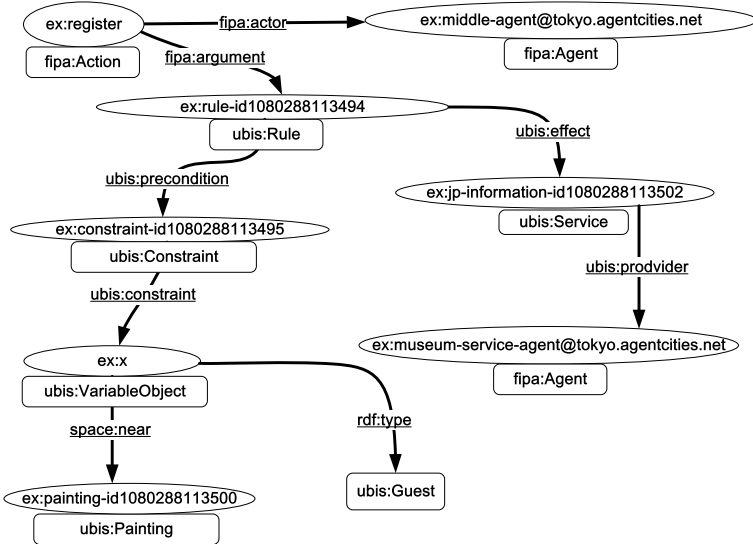 ex:register
fipa:actor
ex:middle-agent@tokyo.agentcities.net
fipa:Action
fipa:argument
fipa:Agent
ex:rule-id1080288113494
ubis:Rule
ubis:effect
ubis:precondition
ex:jp-information-id1080288113502
ubis:Service
ex:constraint-id1080288113495
ubis:Constraint
ubis:prodvider
ubis:constraint
ex:museum-service-agent@tokyo.agentcities.net
fipa:Agent
ex:x
ubis:VariableObject
space:near
rdf:type
ubis:Guest
ex:painting-id1080288113500
ubis:Painting